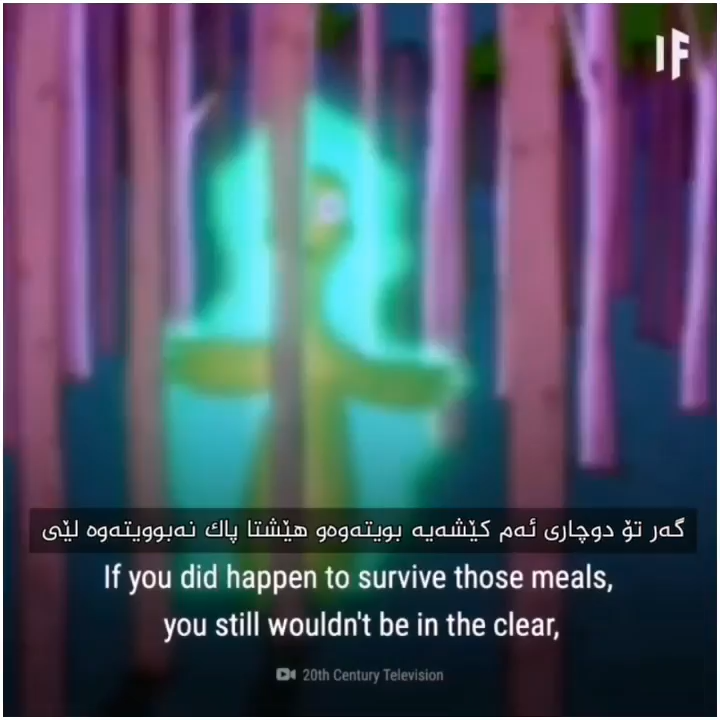 IF
گەر تۆ دوچاری ئەم کێشەیە بویتەوەو هێشتا پاك نەبوویتەوە لێی
If you did happen to survive those meals,
you still wouldn't be in the clear,
20th Century Television